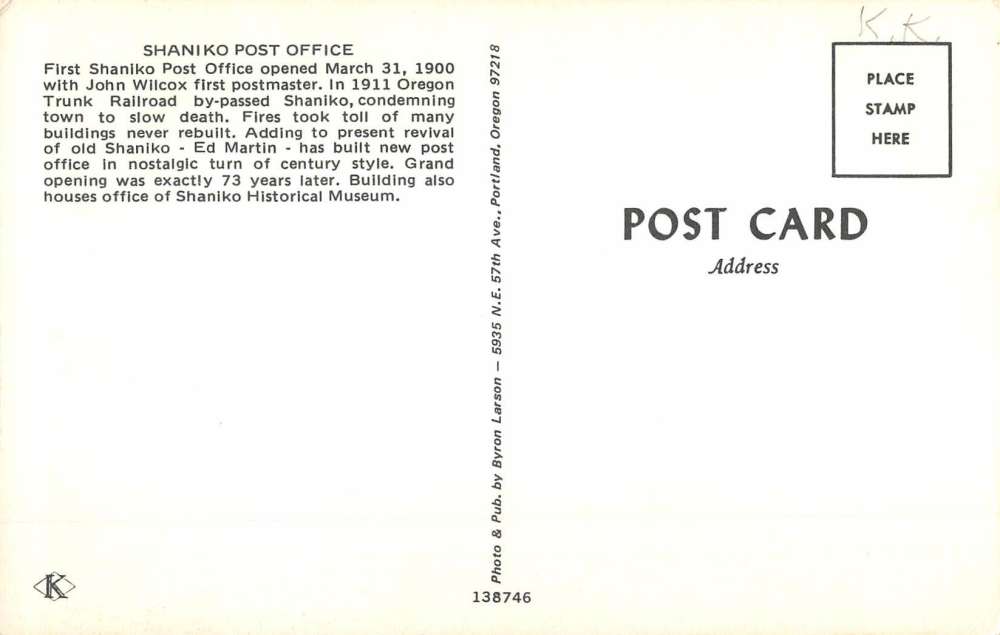 SHANIKO POST OFFICE
First Shaniko Post Office opened March 31, 1900
with John Wilcox first postmaster. In 1911 Oregon
Trunk Railroad by-passed Shaniko, condemning
town to slow death. Fires took toll of many
buildings never rebuilt. Adding to present revival
of old Shaniko - Ed Martin - has built new post
office in nostalgic turn of century style. Grand
opening was exactly 73 years later. Building also
houses office of Shaniko Historical Museum.
K
Photo & Pub. by Byron Larson — 5935 N.E. 57th Ave., Portland, Oregon 97218
138746
K.K.
PLACE
STAMP
HERE
POST CARD
Address